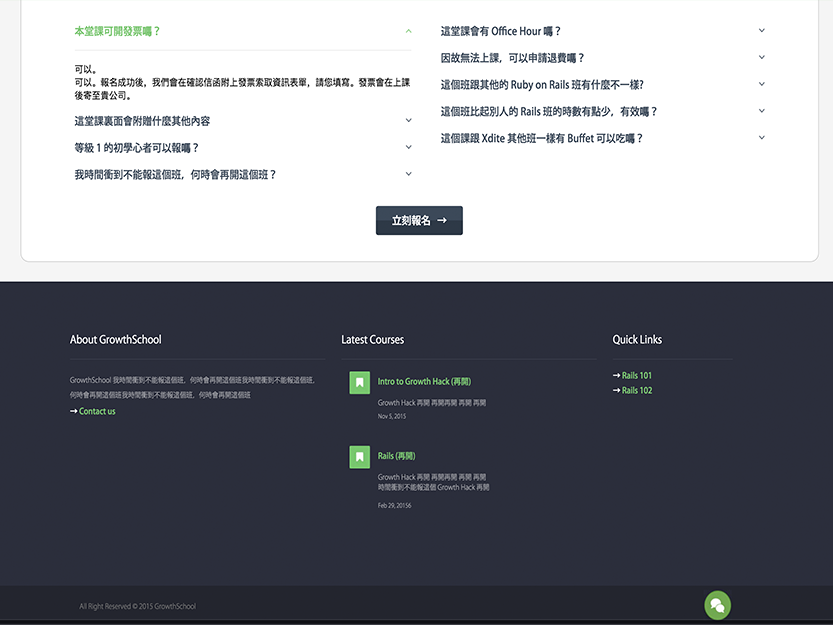 本堂課可開發票嗎？
可以。
可以。報名成功後，我們會在確認信函附上發票索取資訊表單，請您填寫。發票會在上課
後寄至貴公司。
這堂課裏面會附贈什麼其他內容
等級 1 的初學心者可以報嗎？
我時間衝到不能報這個班，何時會再開這個班？
這堂課會有 Office Hour 嗎？
因故無法上課，可以申請退費嗎？
這個班跟其他的 Ruby on Rails 班有什麼不一樣?
這個班比起別人的 Rails 班的時數有點少，有效嗎？
這個課跟 Xdite 其他班一樣有 Buffet 可以吃嗎？
立刻報名 →
About GrowthSchool
GrowthSchool 我時間衝到不能報這個班，何時會再開這個班我時間衝到不能報這個班，
何時會再開這個班我時間衝到不能報這個班，何時會再開這個班
→ Contact us
Latest Courses
Intro to Growth Hack (再開)
Growth Hack 再開 再開再開 再開 再開
Nov 5, 2015
Rails (再開)
Growth Hack 再開 再開再開 再開 再開
時間衝到不能報這個 Growth Hack 再開
Feb 29, 20156
Quick Links
→ Rails 101
→ Rails 102
All Right Reserved © 2015 GrowthSchool